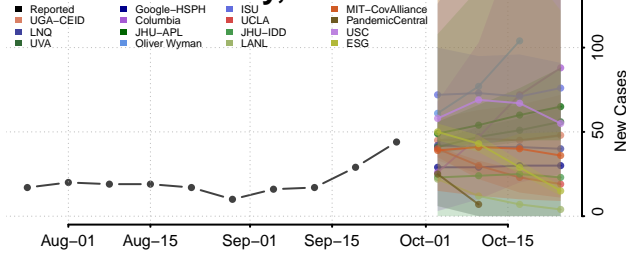 Reported
Google−HSPH
ISU
MIT−CovAlliance
UGA−CEID
Columbia
UCLA
PandemicCentral
LNQ
JHU−APL
JHU−IDD
USC
UVA
Oliver Wyman
LANL
ESG
100
50
0
New Cases
Aug−01
Aug−15
Sep−01
Sep−15
Oct−01
Oct−15